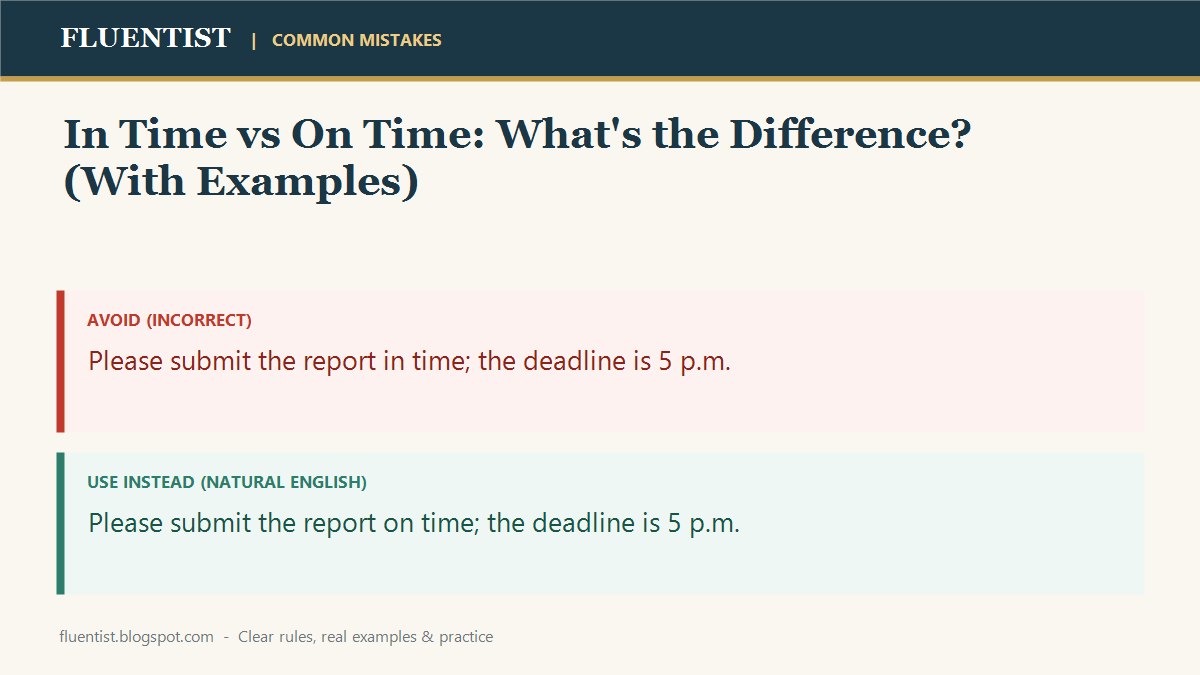 FLUENTIST | COMMON MISTAKES
In Time vs On Time: What's the Difference?
(With Examples)
AVOID (INCORRECT)
Please submit the report in time; the deadline is 5 p.m.
USE INSTEAD (NATURAL ENGLISH)
Please submit the report on time; the deadline is 5 p.m.
fluentist.blogspot.com - Clear rules, real examples & practice